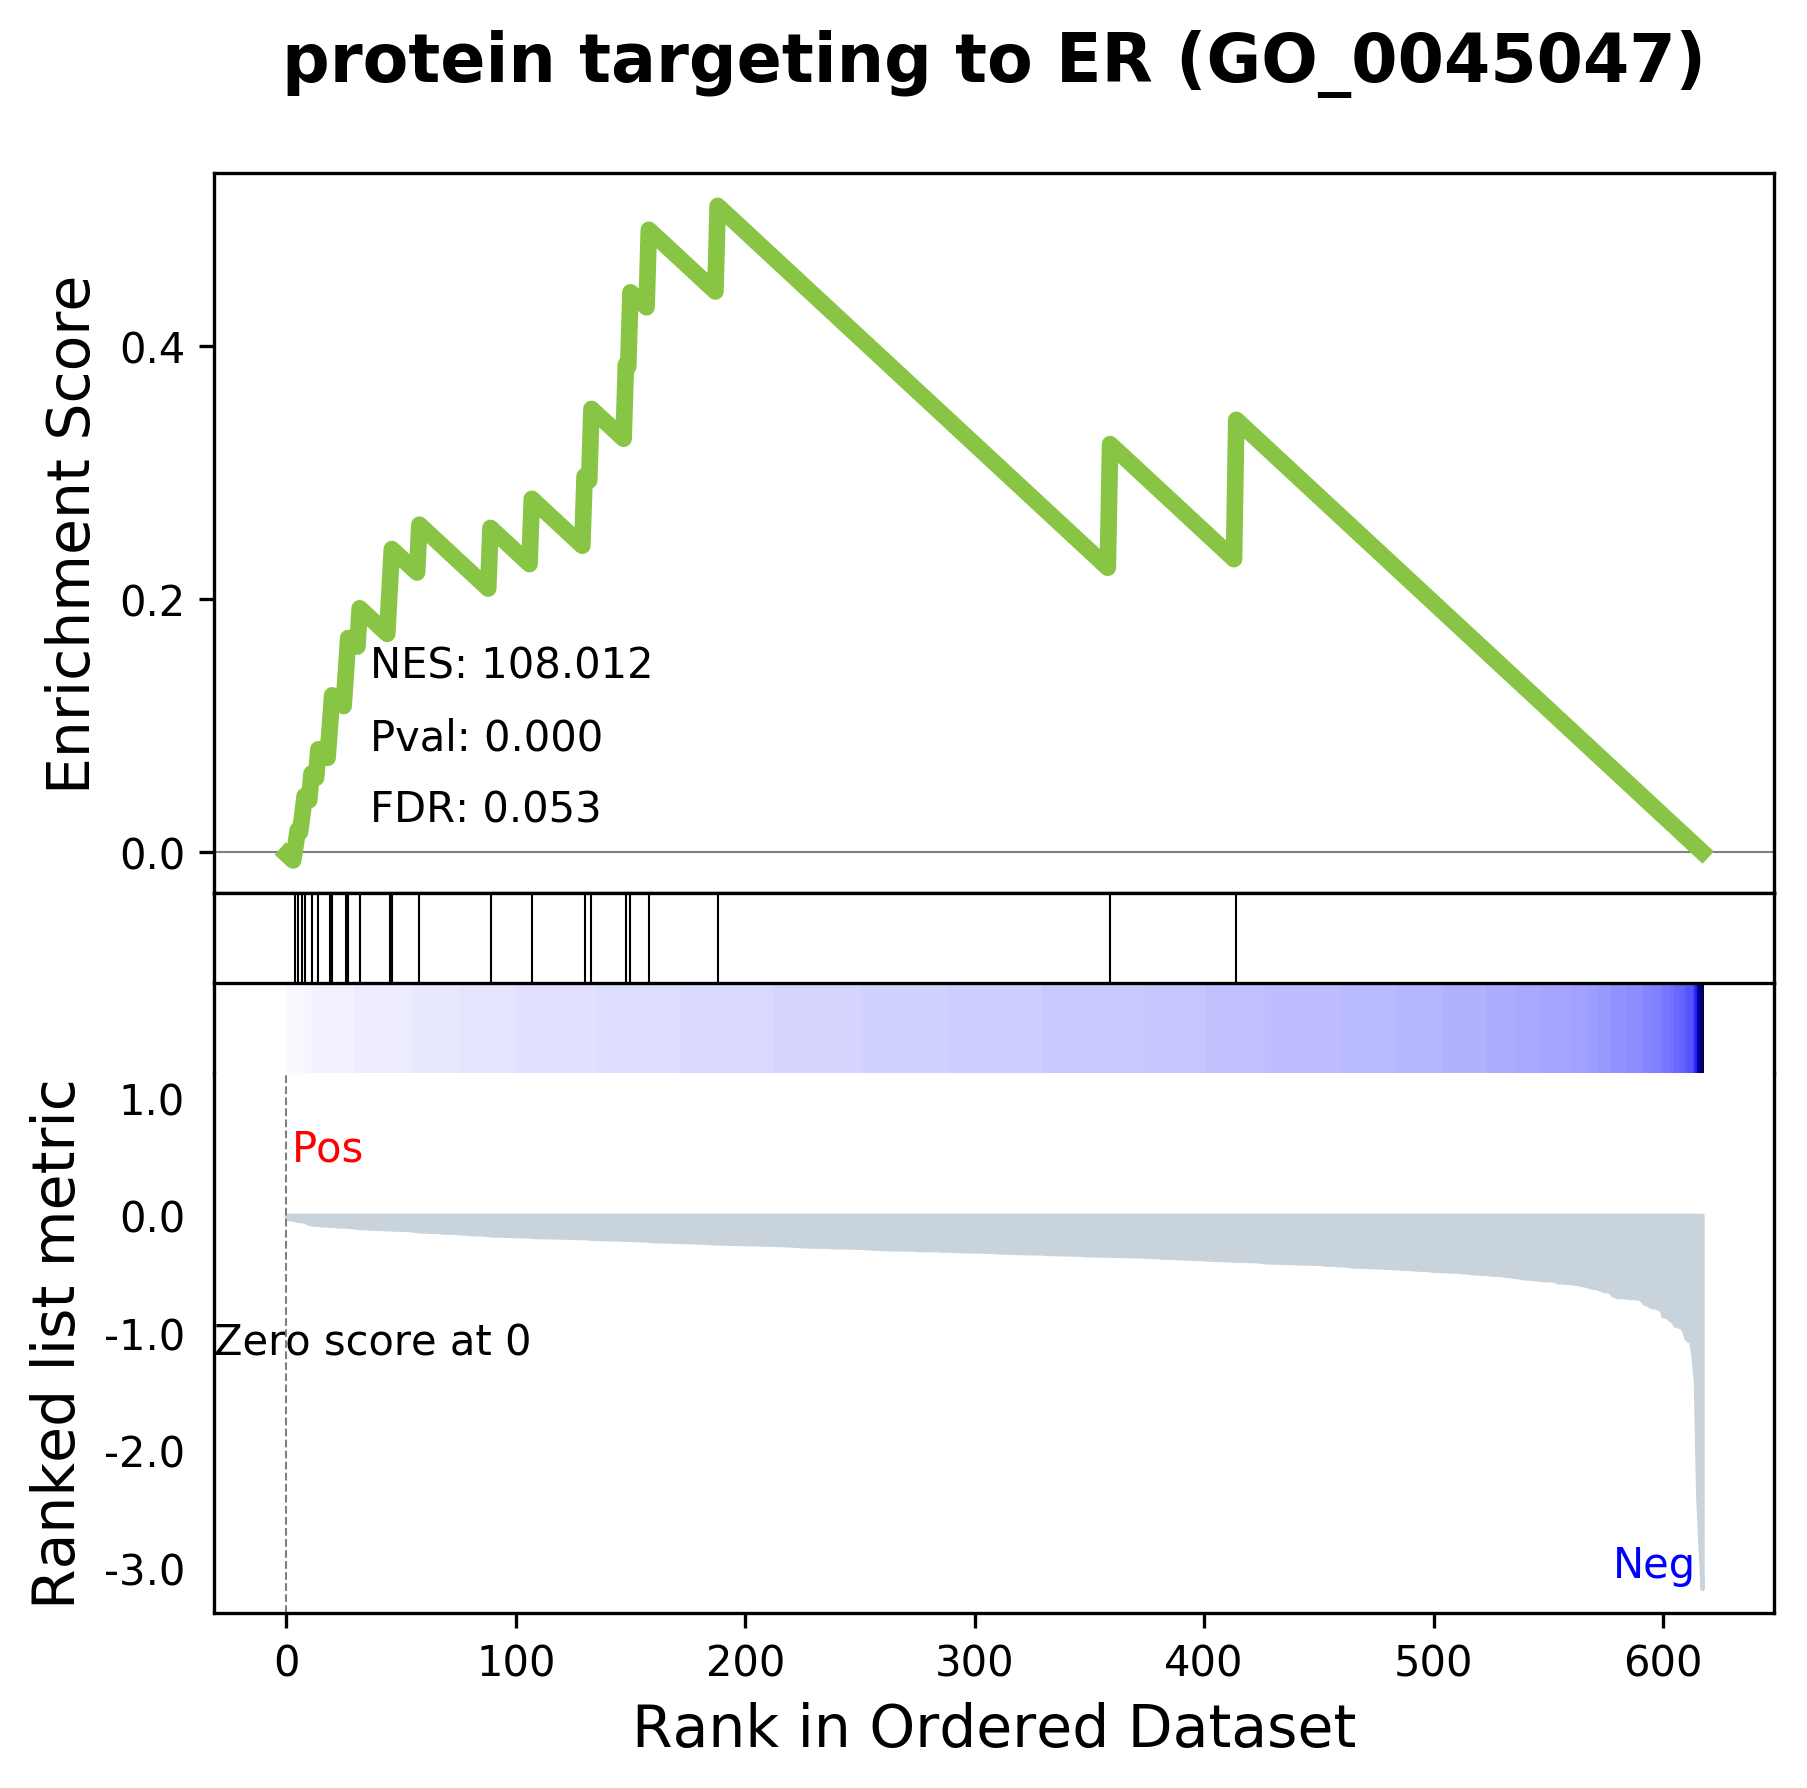 protein targeting to ER (GO_0045047)
Enrichment Score
0.4
0.2
0.0
NES: 108.012
Pval: 0.000
FDR: 0.053
Ranked list metric
1.0
0.0
-1.0
-2.0
-3.0
Pos
Zero score at 0
Neg
0 100 200 300 400 500 600
Rank in Ordered Dataset